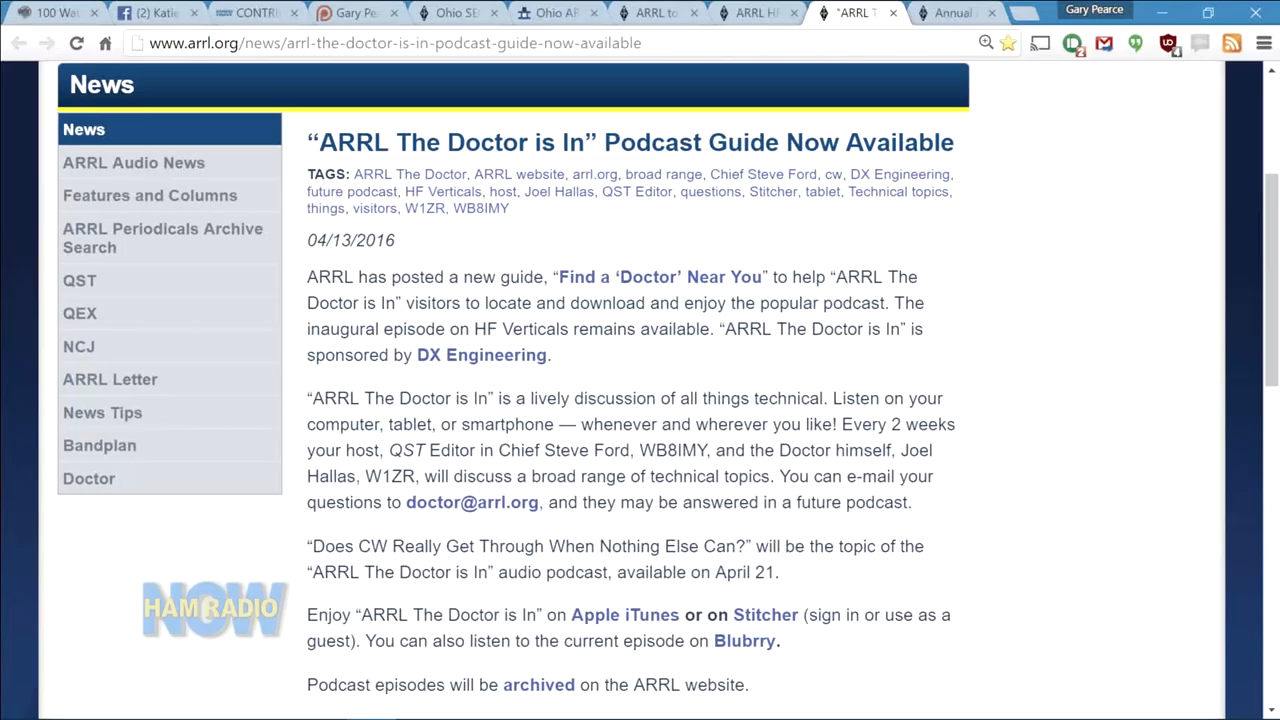 100 Wat
(2) Katie
CONTRI
Gary Pe
Ohio SE
Ohio AR
ARRL to
ARRL HE
"ARRL T
Annual
Gary Pearce
www.arrl.org/news/arrl-the-doctor-is-in-podcast-guide-now-available
2
4
News
News
ARRL Audio News
Features and Columns
ARRL Periodicals Archive
Search
QST
QEX
NCJ
ARRL Letter
News Tips
Bandplan
Doctor
“ARRL The Doctor is In” Podcast Guide Now Available
TAGS: ARRL The Doctor, ARRL website, arrl.org, broad range, Chief Steve Ford, cw, DX Engineering,
future podcast, HF Verticals, host, Joel Hallas, QST Editor, questions, Stitcher, tablet, Technical topics,
things, visitors, W1ZR, WB8IMY
04/13/2016
ARRL has posted a new guide, “Find a ‘Doctor’ Near You” to help “ARRL The
Doctor is In” visitors to locate and download and enjoy the popular podcast. The
inaugural episode on HF Verticals remains available. “ARRL The Doctor is In” is
sponsored by DX Engineering.
“ARRL The Doctor is In” is a lively discussion of all things technical. Listen on your
computer, tablet, or smartphone — whenever and wherever you like! Every 2 weeks
your host, QST Editor in Chief Steve Ford, WB8IMY, and the Doctor himself, Joel
Hallas, W1ZR, will discuss a broad range of technical topics. You can e-mail your
questions to doctor@arrl.org, and they may be answered in a future podcast.
“Does CW Really Get Through When Nothing Else Can?” will be the topic of the
“ARRL The Doctor is In” audio podcast, available on April 21.
Enjoy “ARRL The Doctor is In” on Apple iTunes or on Stitcher (sign in or use as a
guest). You can also listen to the current episode on Blubrry.
Podcast episodes will be archived on the ARRL website.
HAM RADIO
NOW